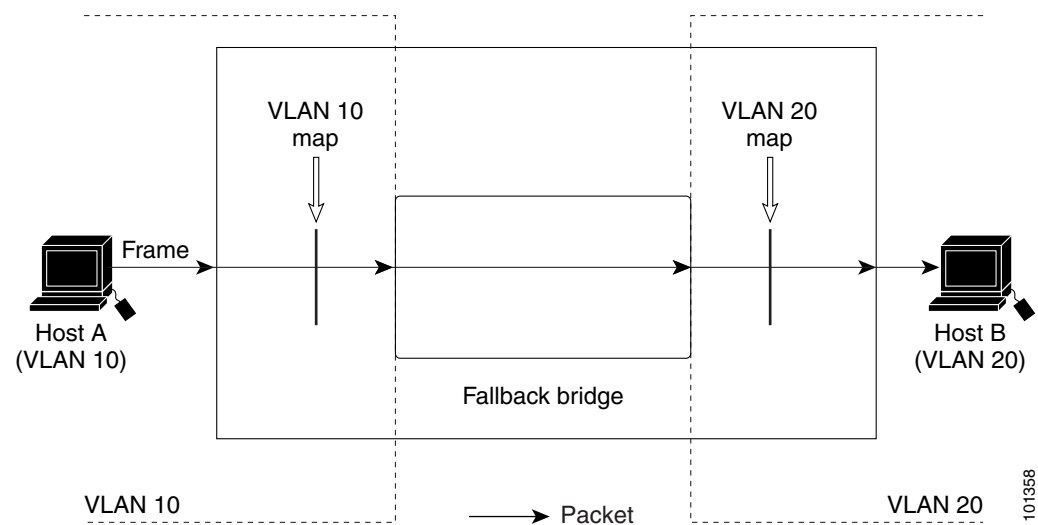 VLAN 10
map
VLAN 20
map
Frame
Host A
(VLAN 10)
Host B
(VLAN 20)
Fallback bridge
VLAN 10
VLAN 20
Packet
101358